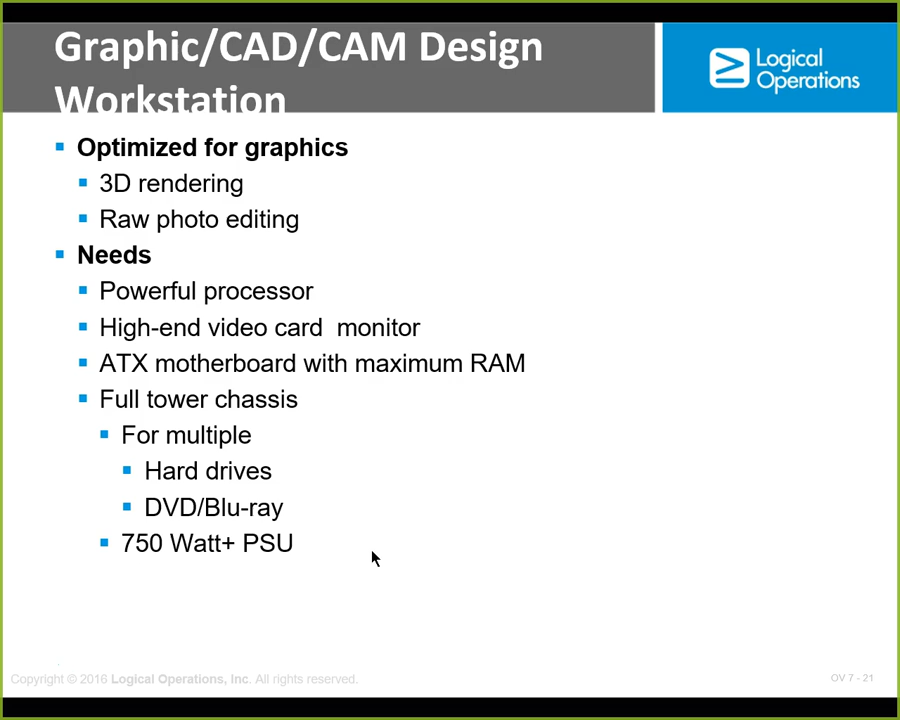 Graphic/CAD/CAM Design
Workstation
Logical
Operations
Optimized for graphics
3D rendering
Raw photo editing
Needs
Powerful processor
High-end video card  monitor
ATX motherboard with maximum RAM
Full tower chassis
For multiple
Hard drives
DVD/Blu-ray
750 Watt+ PSU
Copyright © 2016 Logical Operations, Inc. All rights reserved.
OV 7 - 21